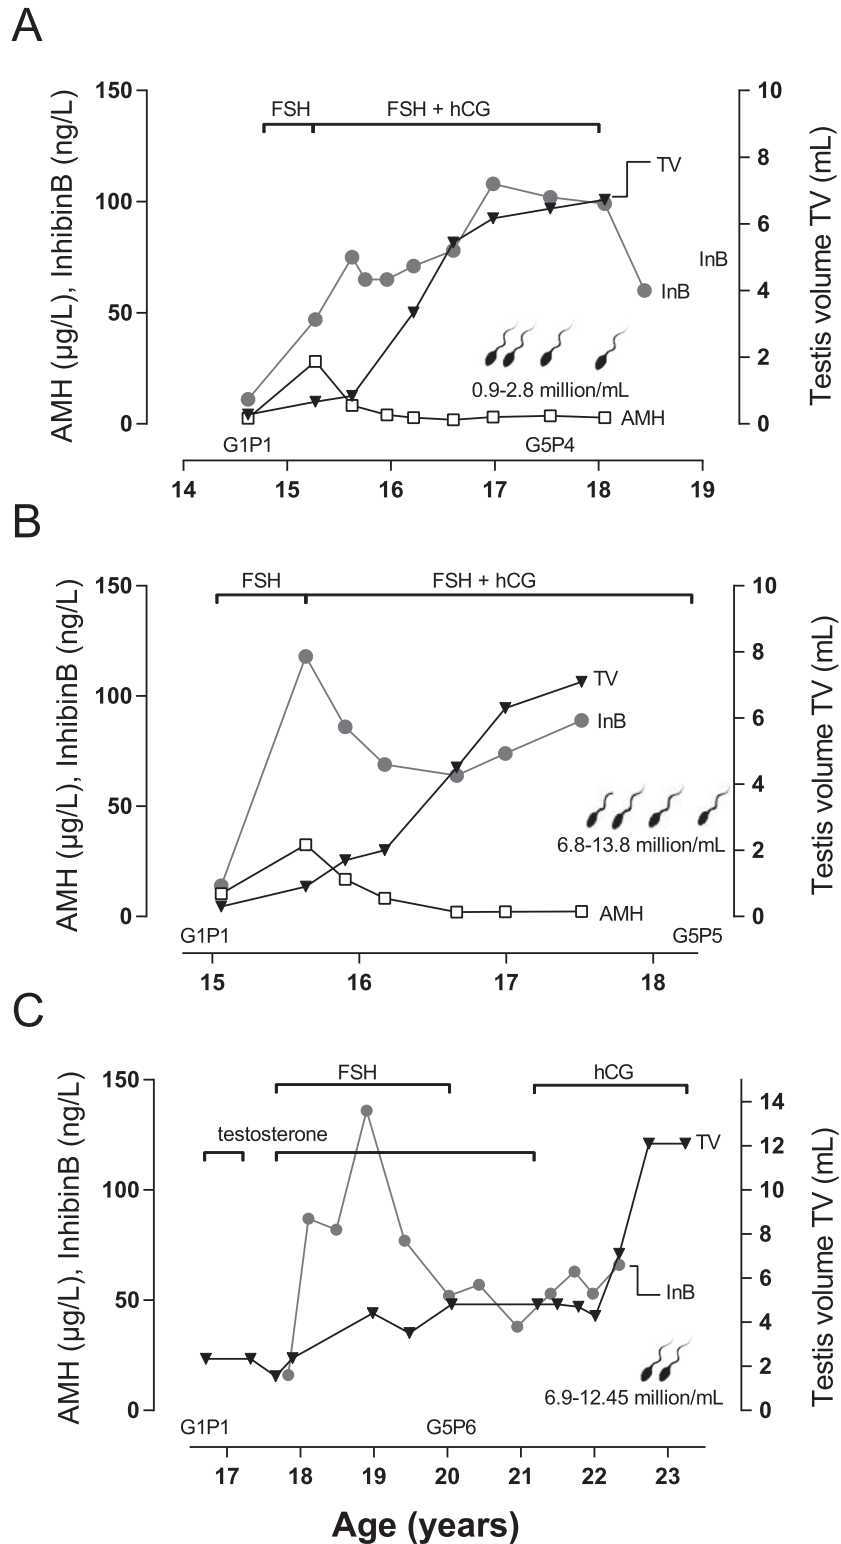 A
AMH (µg/L), InhibinB (ng/L)
150
100
50
0
FSH
FSH + hCG
TV
InB
InB
0.9-2.8 million/mL
AMH
G1P1
G5P4
10
8
6
4
2
0
Testis volume TV (mL)
14 15 16 17 18 19
B
AMH (µg/L), InhibinB (ng/L)
150
100
50
0
FSH
FSH + hCG
TV
InB
6.8-13.8 million/mL
AMH
G1P1
G5P5
10
8
6
4
2
0
Testis volume TV (mL)
15 16 17 18
C
AMH (µg/L), InhibinB (ng/L)
150
100
50
0
FSH
hCG
testosterone
TV
InB
6.9-12.45 million/mL
G1P1
G5P6
14
12
10
8
6
4
2
0
Testis volume TV (mL)
17 18 19 20 21 22 23
Age (years)